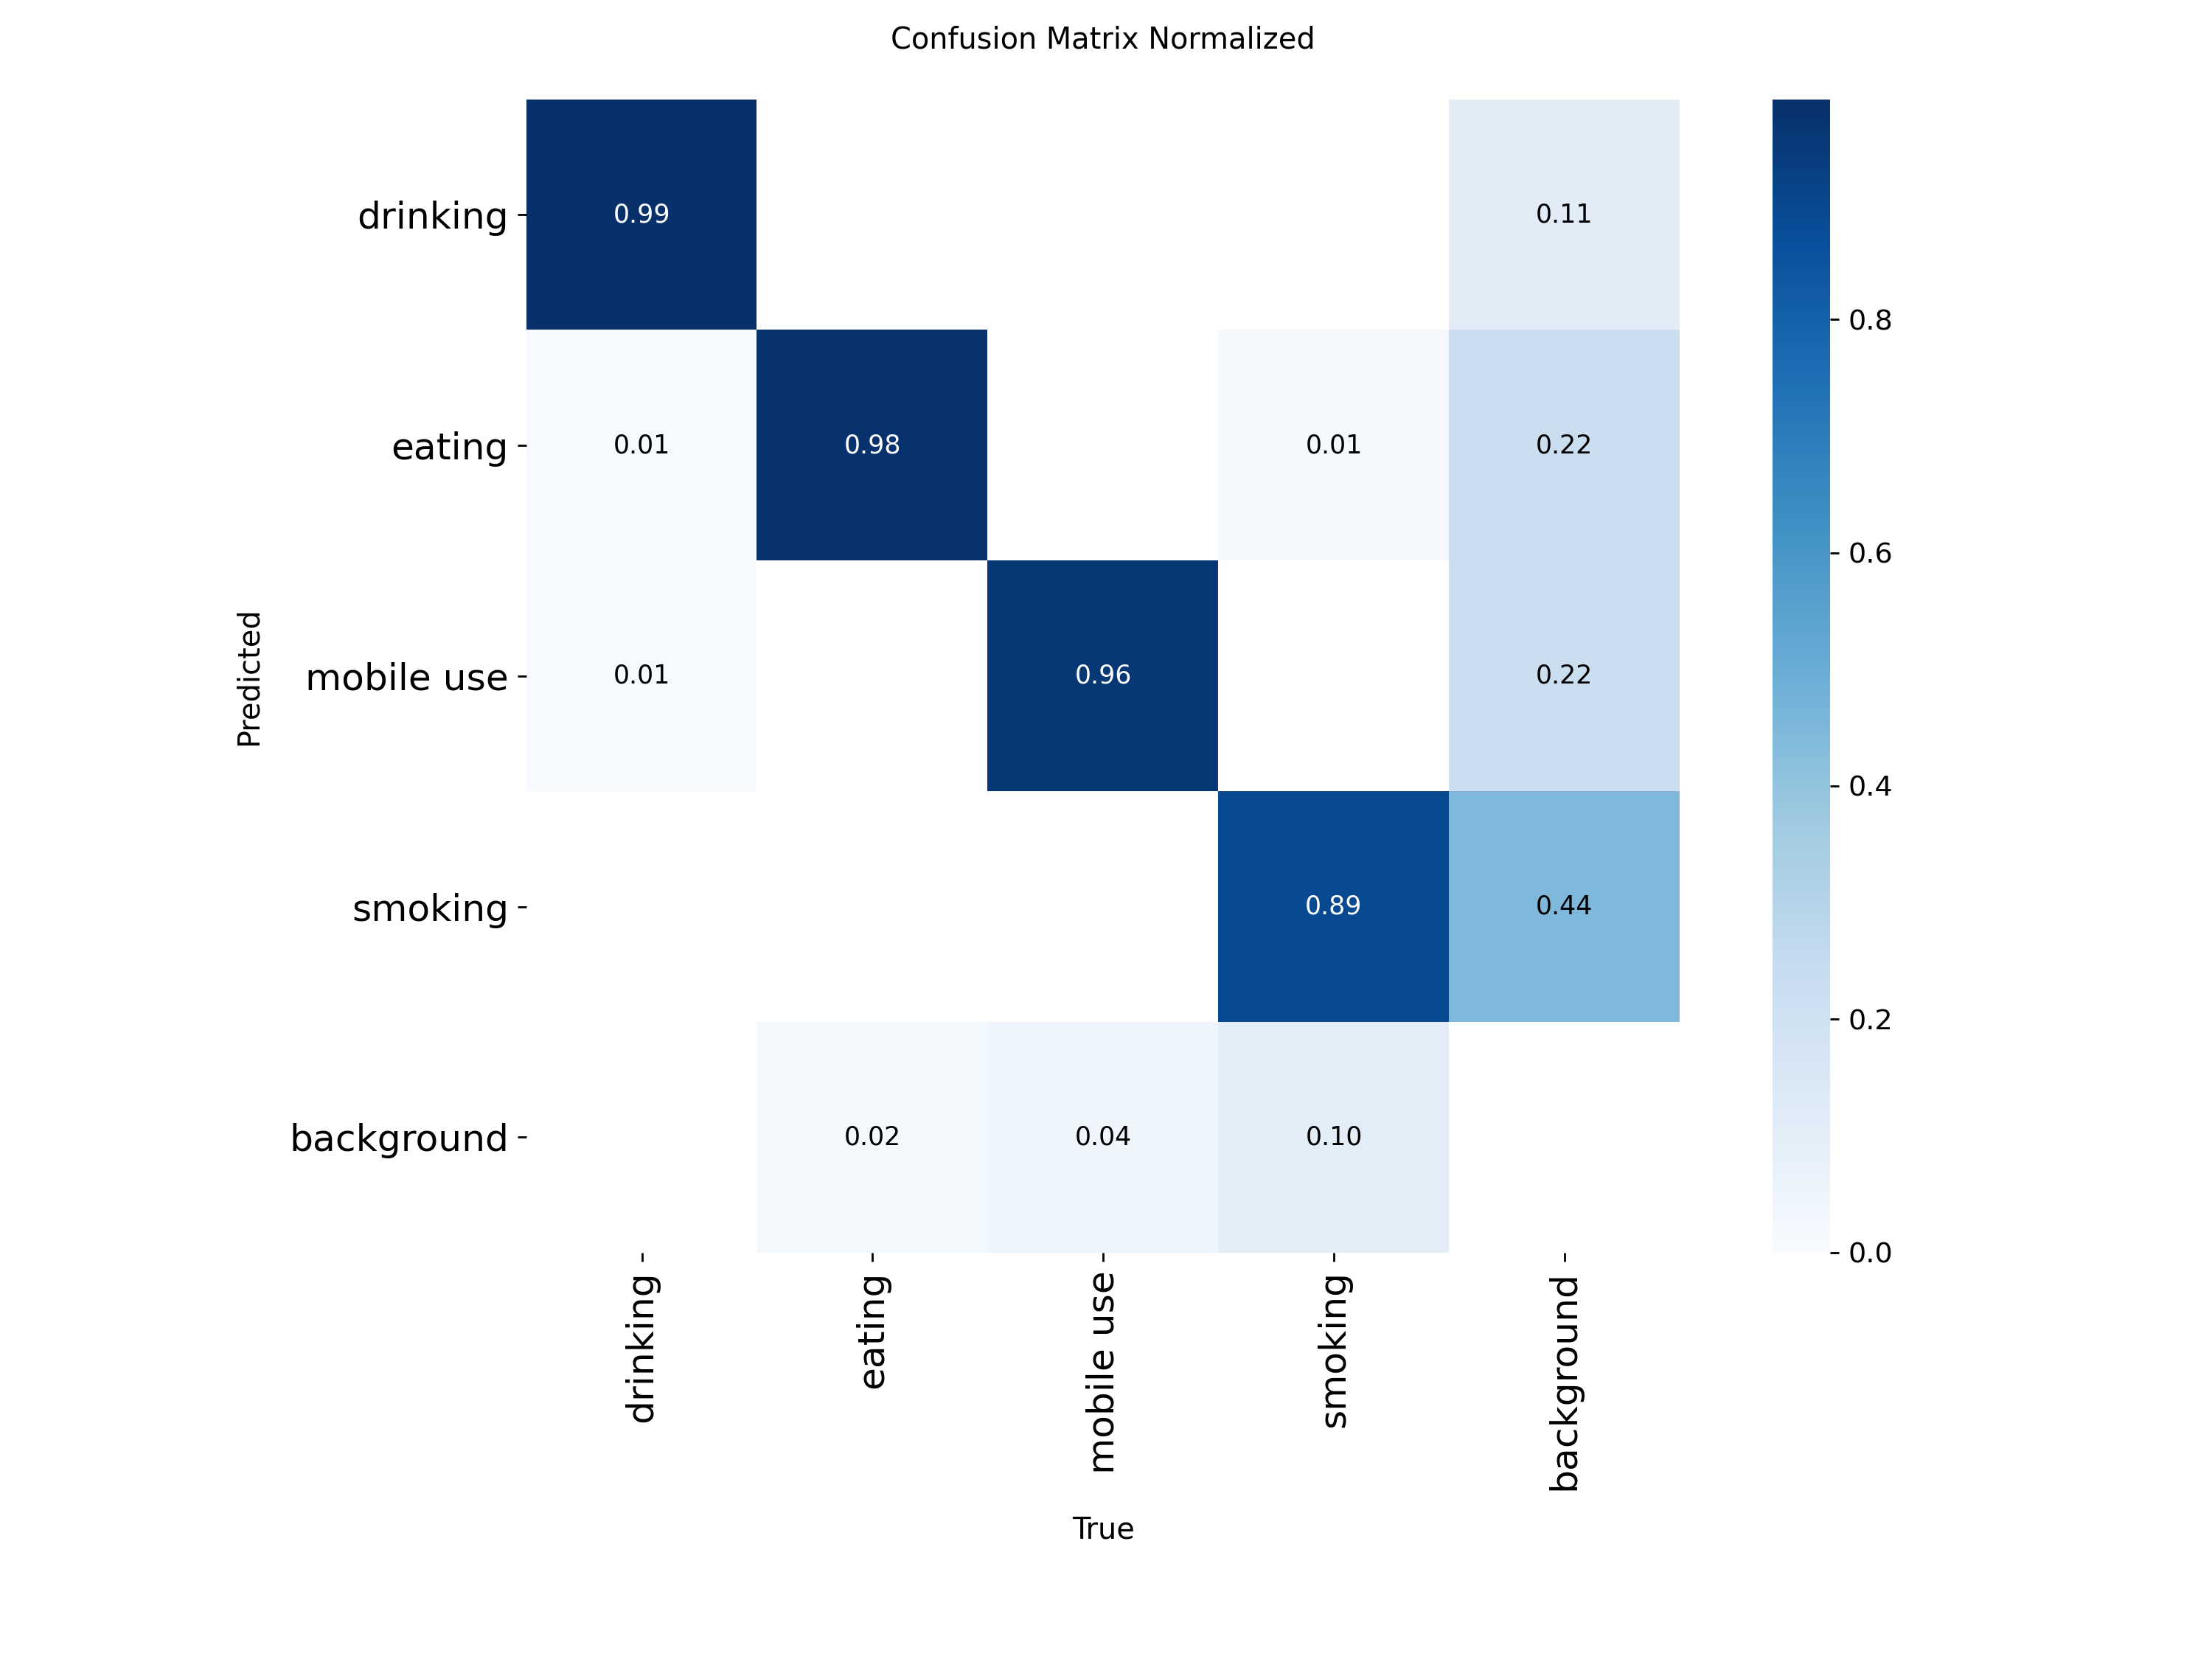 Confusion Matrix Normalized
drinking
0.99
0.11
eating
0.01
0.98
0.01
0.22
mobile use
0.01
0.96
0.22
smoking
0.89
0.44
background
0.02
0.04
0.10
Predicted
drinking
eating
mobile use
smoking
background
True
0.8
0.6
0.4
0.2
0.0